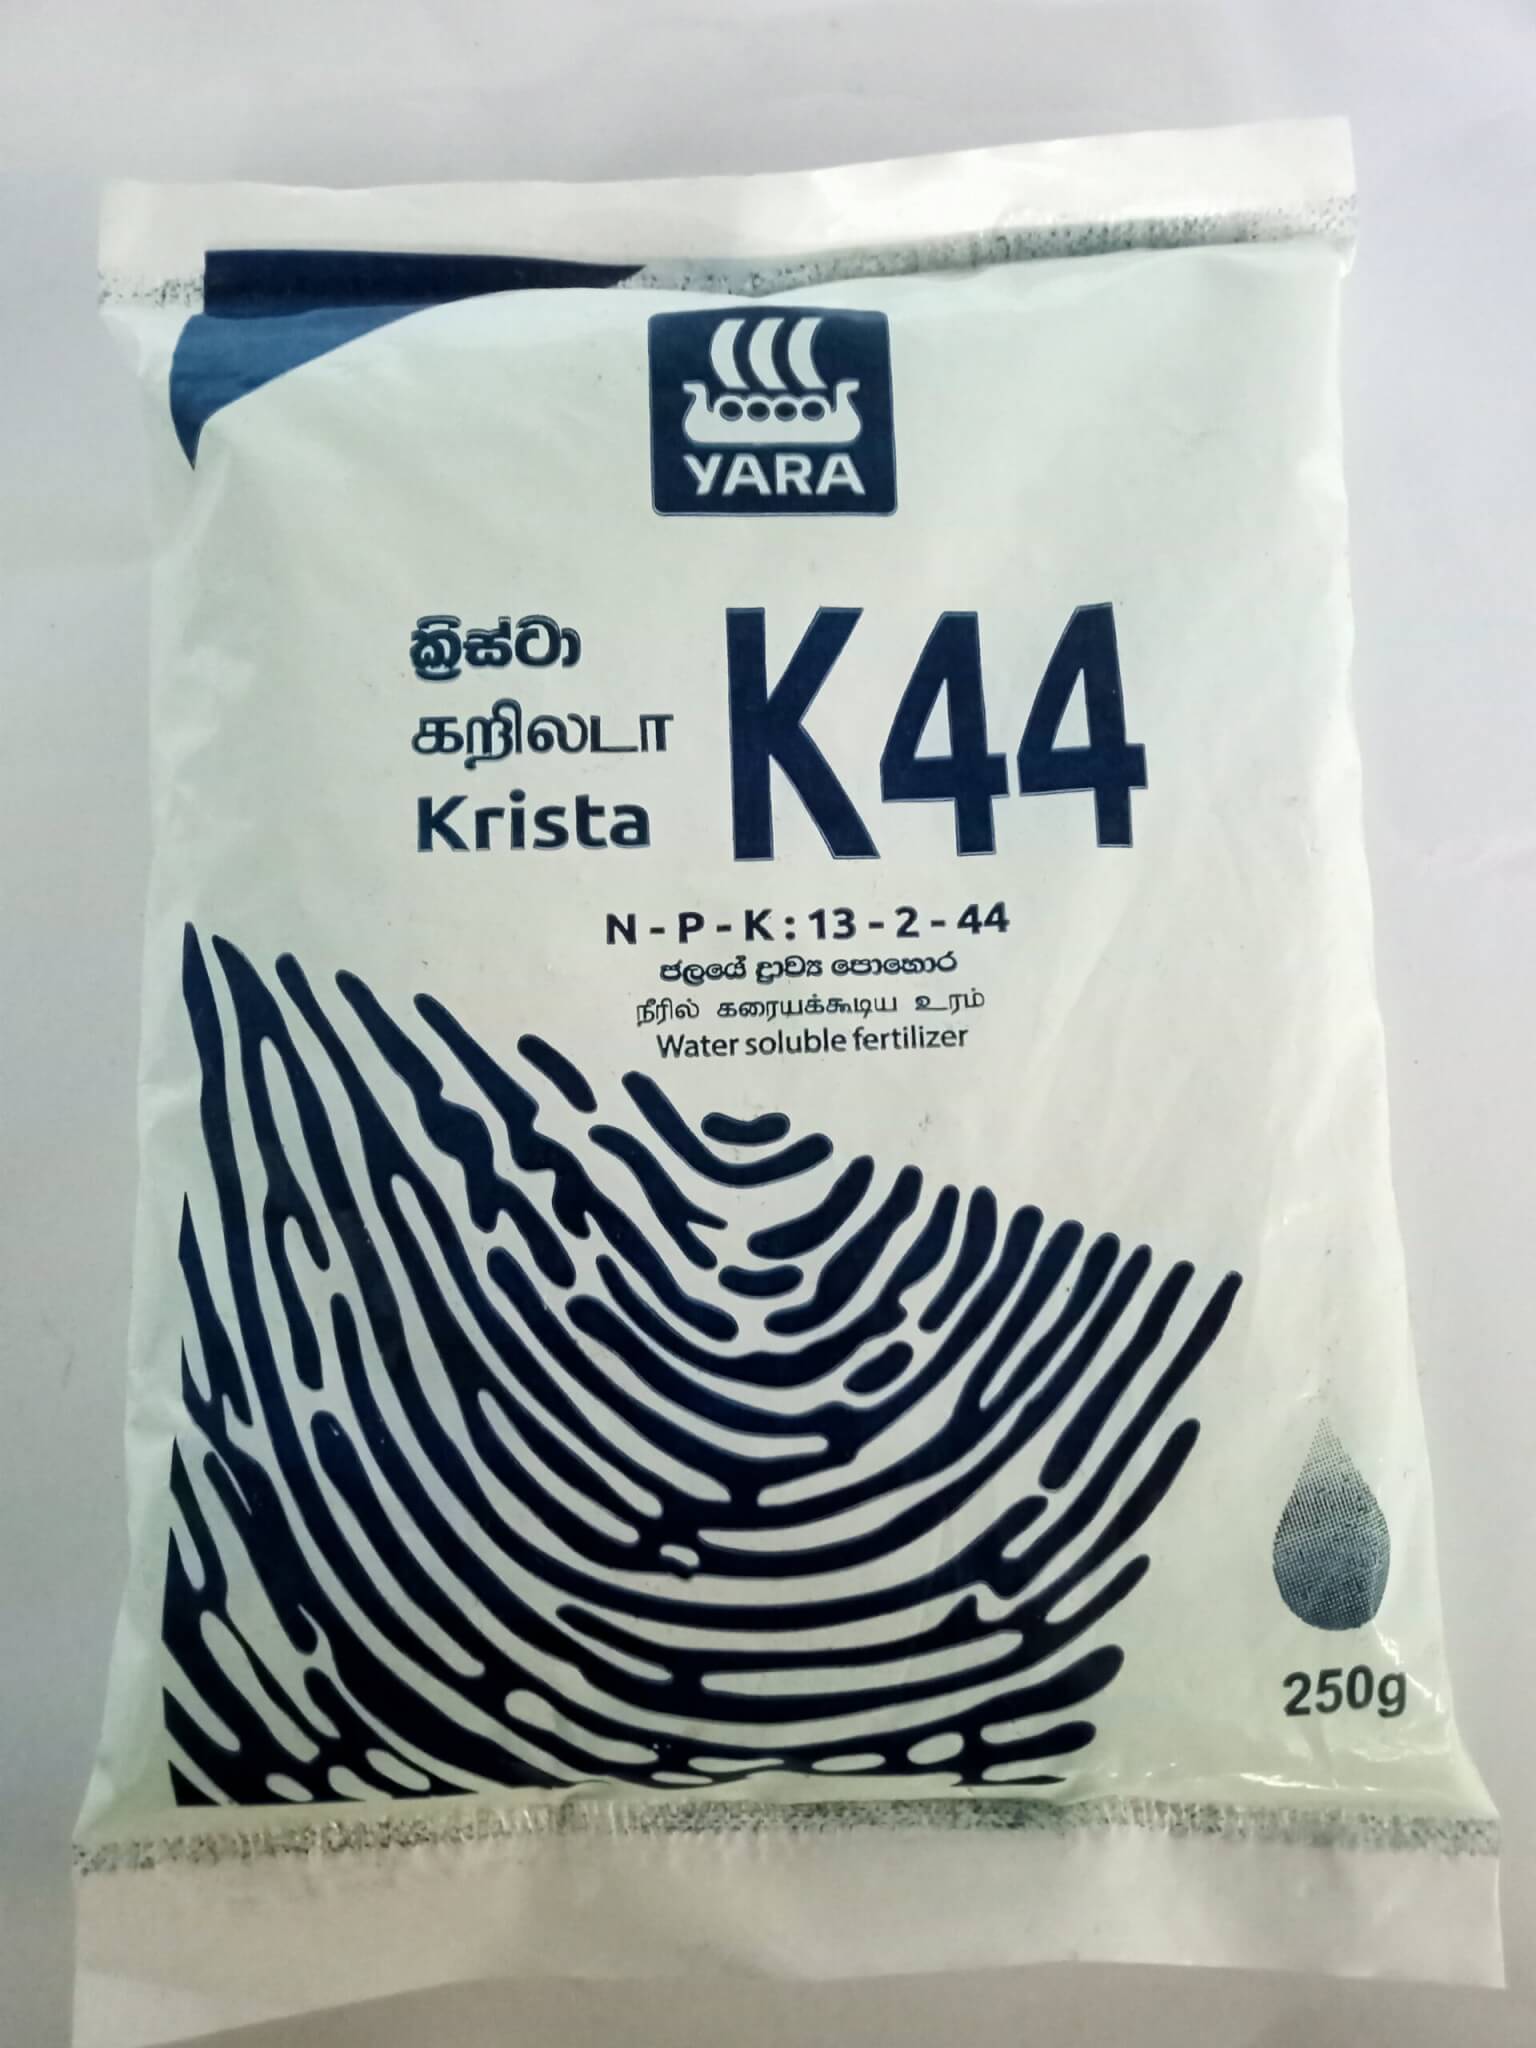 YARA
ක්‍රිස්ටා
கறிலடா
Krista
K44
N - P - K : 13 - 2 - 44
ජලයේ ද්‍රාව්‍ය පොහොර
நீரில் கரையக்கூடிய உரம்
Water soluble fertilizer
250g